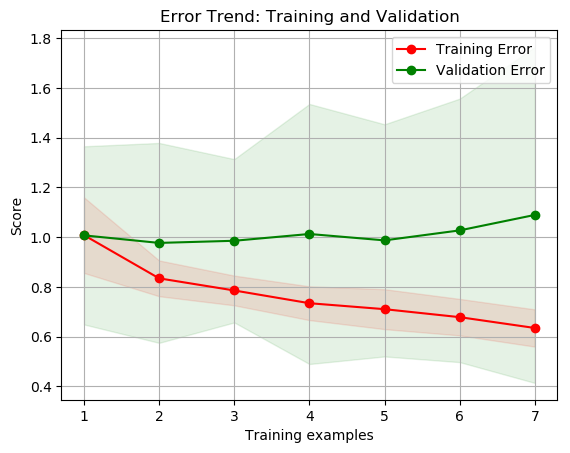 Error Trend: Training and Validation
Training Error
Validation Error
Score
1.8
1.6
1.4
1.2
1.0
0.8
0.6
0.4
1 2 3 4 5 6 7
Training examples